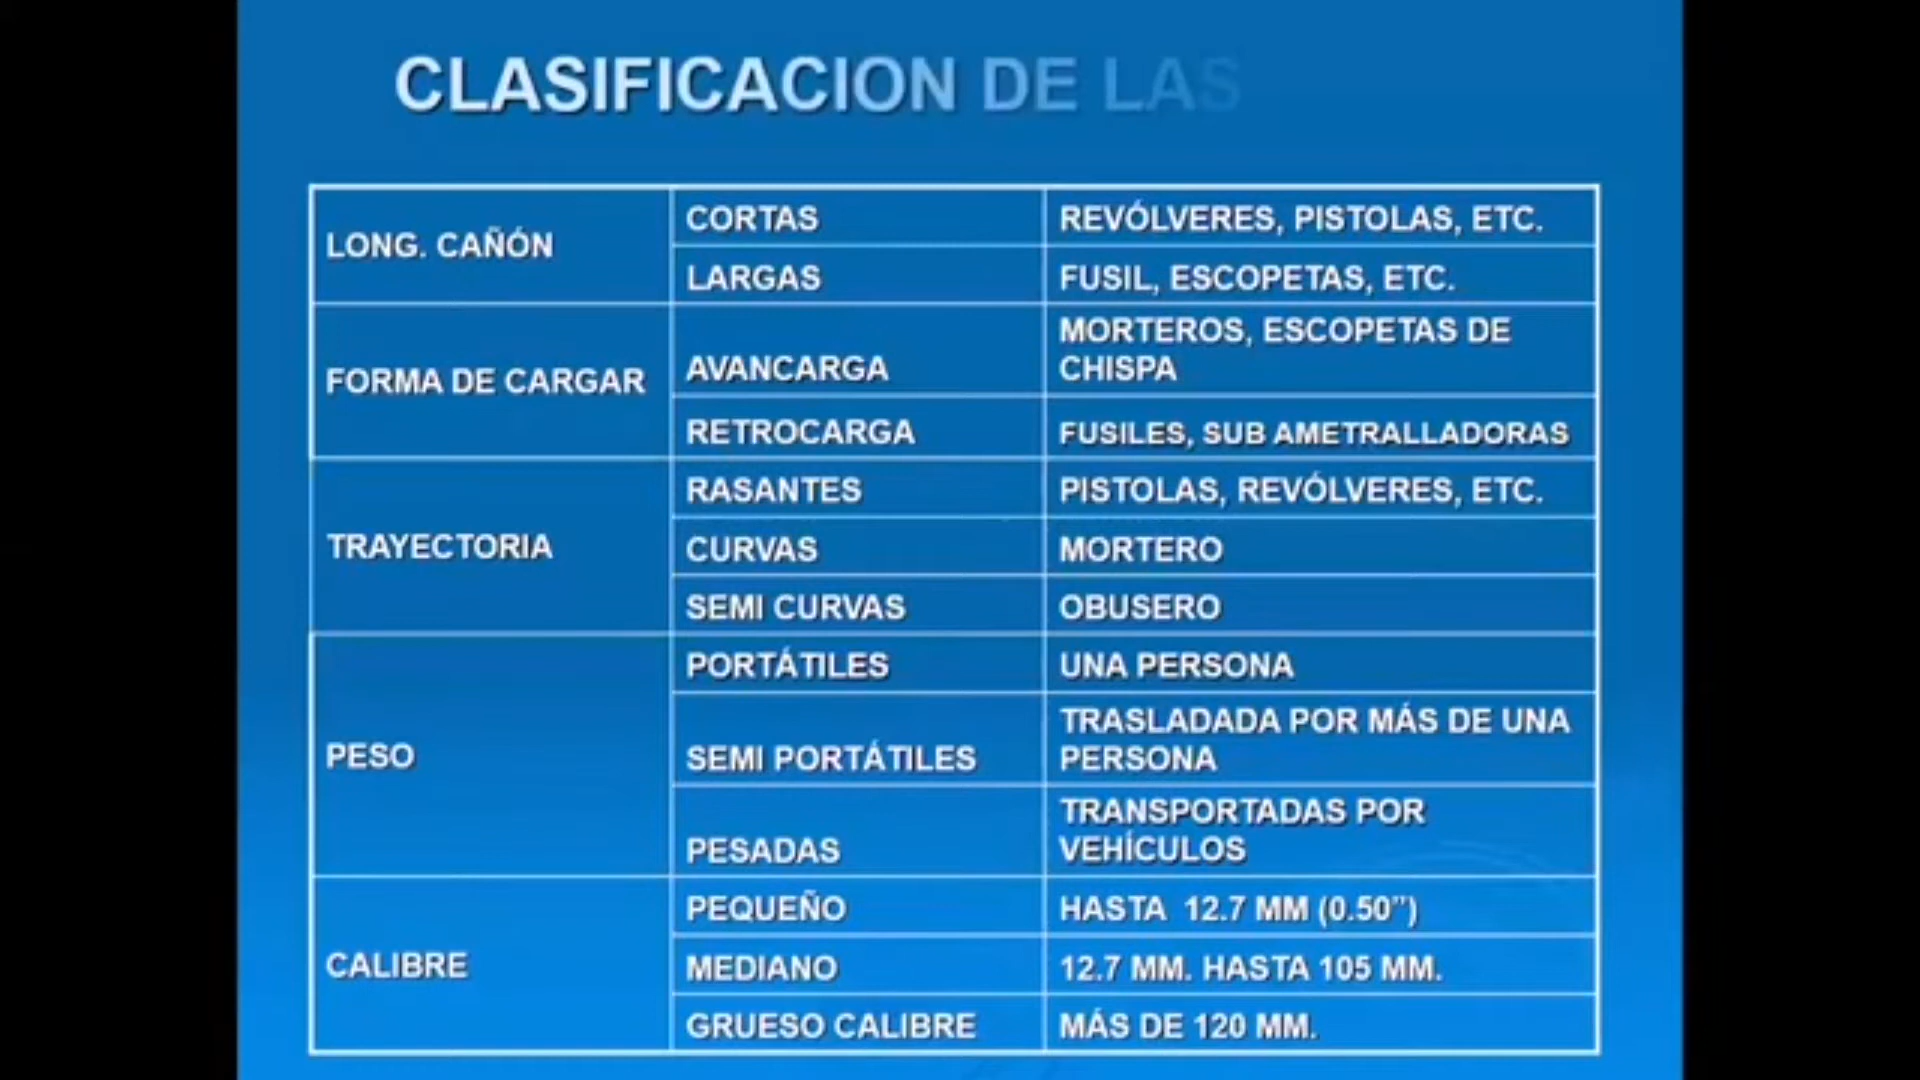 CLASIFICACION DE LAS
LONG. CAÑÓN
CORTAS
REVÓLVERES, PISTOLAS, ETC.
LARGAS
FUSIL, ESCOPETAS, ETC.
FORMA DE CARGAR
AVANCARGA
MORTEROS, ESCOPETAS DE
CHISPA
RETROCARGA
FUSILES, SUB AMETRALLADORAS
TRAYECTORIA
RASANTES
PISTOLAS, REVÓLVERES, ETC.
CURVAS
MORTERO
SEMI CURVAS
OBUSERO
PESO
PORTÁTILES
UNA PERSONA
SEMI PORTÁTILES
TRASLADADA POR MÁS DE UNA
PERSONA
PESADAS
TRANSPORTADAS POR
VEHÍCULOS
CALIBRE
PEQUEÑO
HASTA 12.7 MM (0.50”)
MEDIANO
12.7 MM. HASTA 105 MM.
GRUESO CALIBRE
MÁS DE 120 MM.